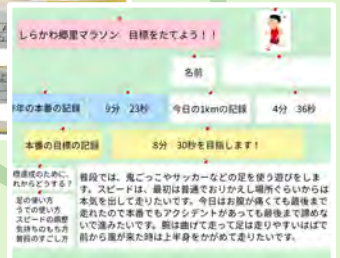 しらかわ郷里マラソン　目標をたてよう！！
名前
年の本番の記録　9分　23秒　今日の1kmの記録　4分　36秒
本番の目標の記録　8分　30秒を目指します！
標達成のために、
れからどうする？
足の使い方
うでの使い方
スピードの調整
気持ちのもち方
普段のすごし方
普段では、鬼ごっこやサッカーなどの足を使う遊びをしま
す。スピードは、最初は普通でおりかえし場所ぐらいからは
本気を出して走りたいです。今日はお腹が痛くても最後まで
走れたので本番でもアクシデントがあっても最後まで諦めな
いで進みたいです。腕は曲げて走って足は走りやすいはばで
前から風が来た時は上半身をかがめて走りたいです。